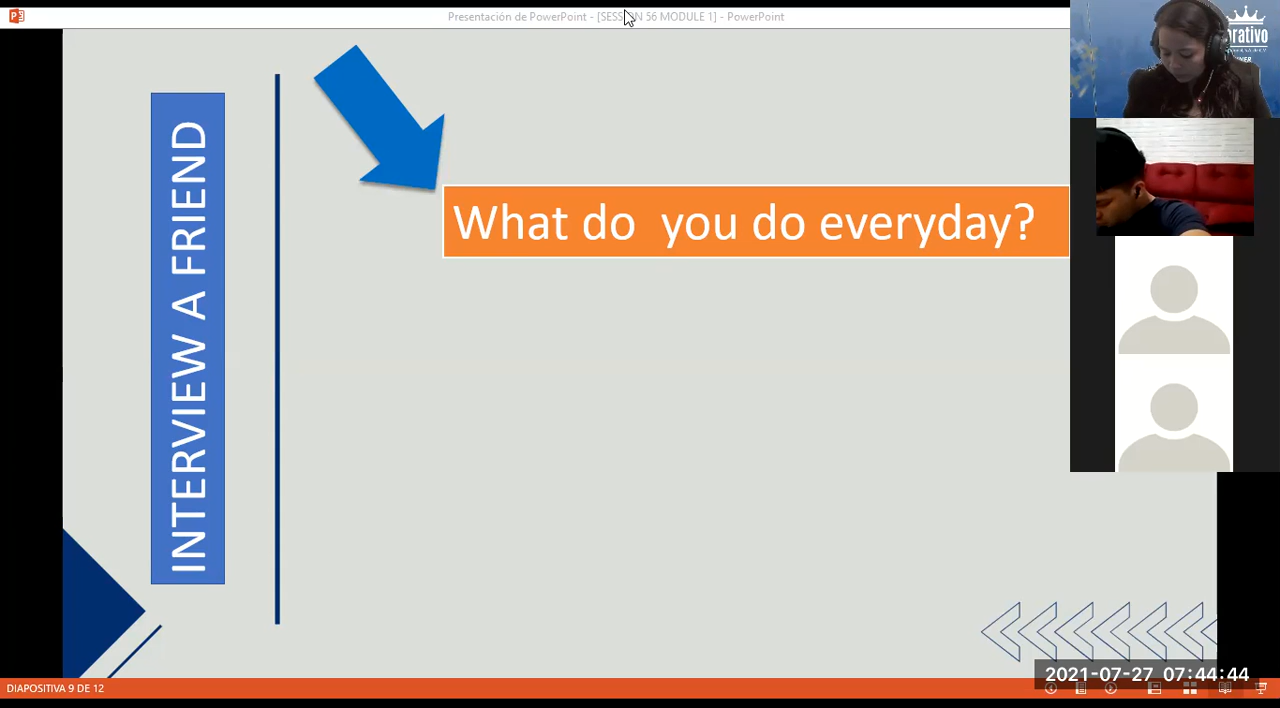 Presentación de PowerPoint - [SESSION 56 MODULE 1] - PowerPoint
INTERVIEW A FRIEND
What do  you do everyday?
2021-07-27 07:44:44
DIAPOSITIVA 9 DE 12